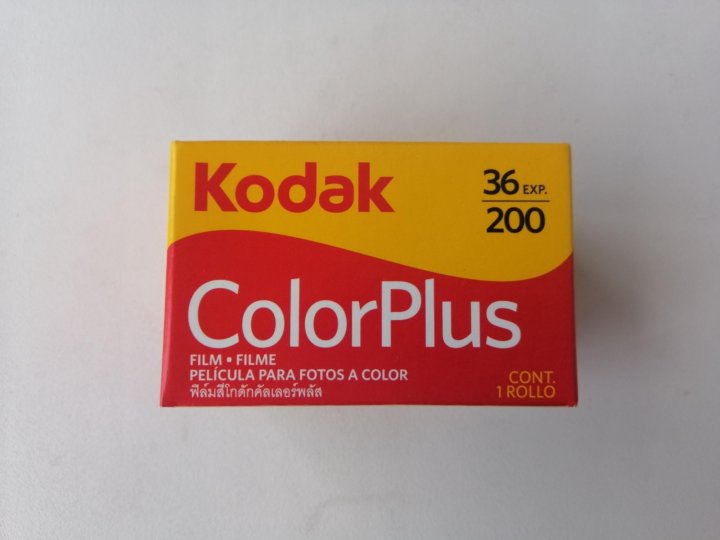 Kodak
36 EXP.
200
ColorPlus
FILM • FILME
PELÍCULA PARA FOTOS A COLOR
ฟิล์มสีโกดักคัลเลอร์พลัส
CONT.
1 ROLLO